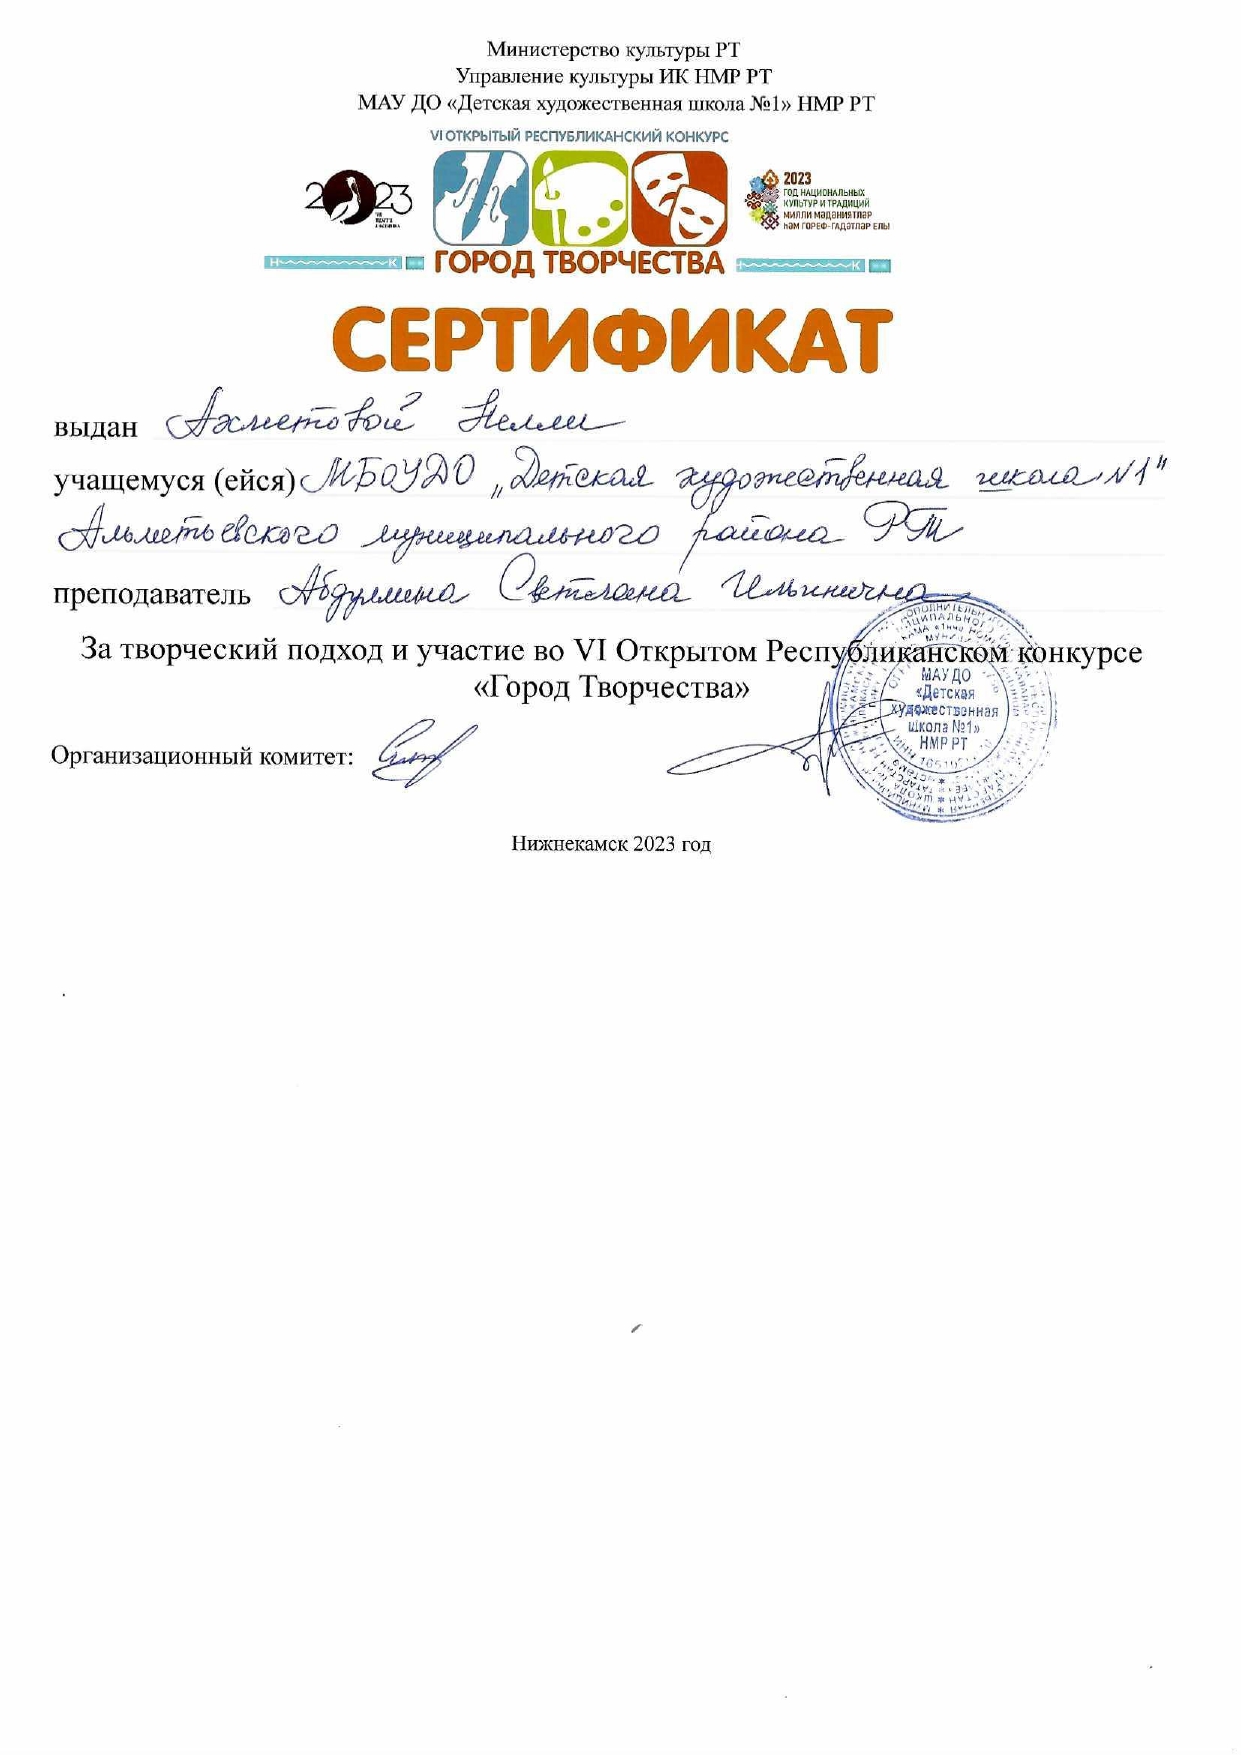 Министерство культуры РТ
Управление культуры ИК НМР РТ
МАУ ДО «Детская художественная школа №1» НМР РТ
VI ОТКРЫТЫЙ РЕСПУБЛИКАНСКИЙ КОНКУРС
2023
2023
ГОД НАЦИОНАЛЬНЫХ
КУЛЬТУР И ТРАДИЦИЙ
МИЛЛИ МӘДӘНИЯТЛӘР
ҺӘМ ГОРЕФ-ГАДӘТЛӘР ЕЛЫ
Н К ГОРОД ТВОРЧЕСТВА К
СЕРТИФИКАТ
выдан Ахметовой Нелли
учащемуся (ейся) МБОУДО „Детская художественная школа N1"
Альметьевского муниципального района РТ
преподаватель Светлана Ильинична
За творческий подход и участие во VI Открытом Республиканском конкурсе
«Город Творчества»
МАУ ДО
«Детская
художественная
школа №1»
НМР РТ
Организационный комитет:
Нижнекамск 2023 год